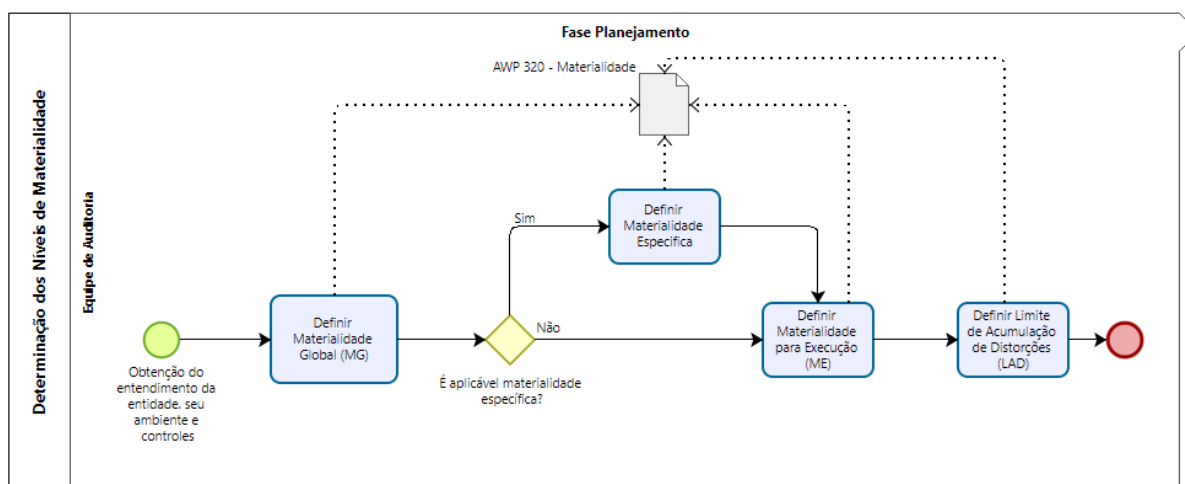 Determinação dos Níveis de Materialidade
Equipe de Auditoria
Fase Planejamento
AWP 320 - Materialidade
Obtenção do
entendimento da
entidade, seu
ambiente e
controles
Definir
Materialidade
Global (MG)
É aplicável materialidade
específica?
Sim
Não
Definir
Materialidade
Especifica
Definir
Materialidade
para Execução
(ME)
Definir Limite
de Acumulação
de Distorções
(LAD)